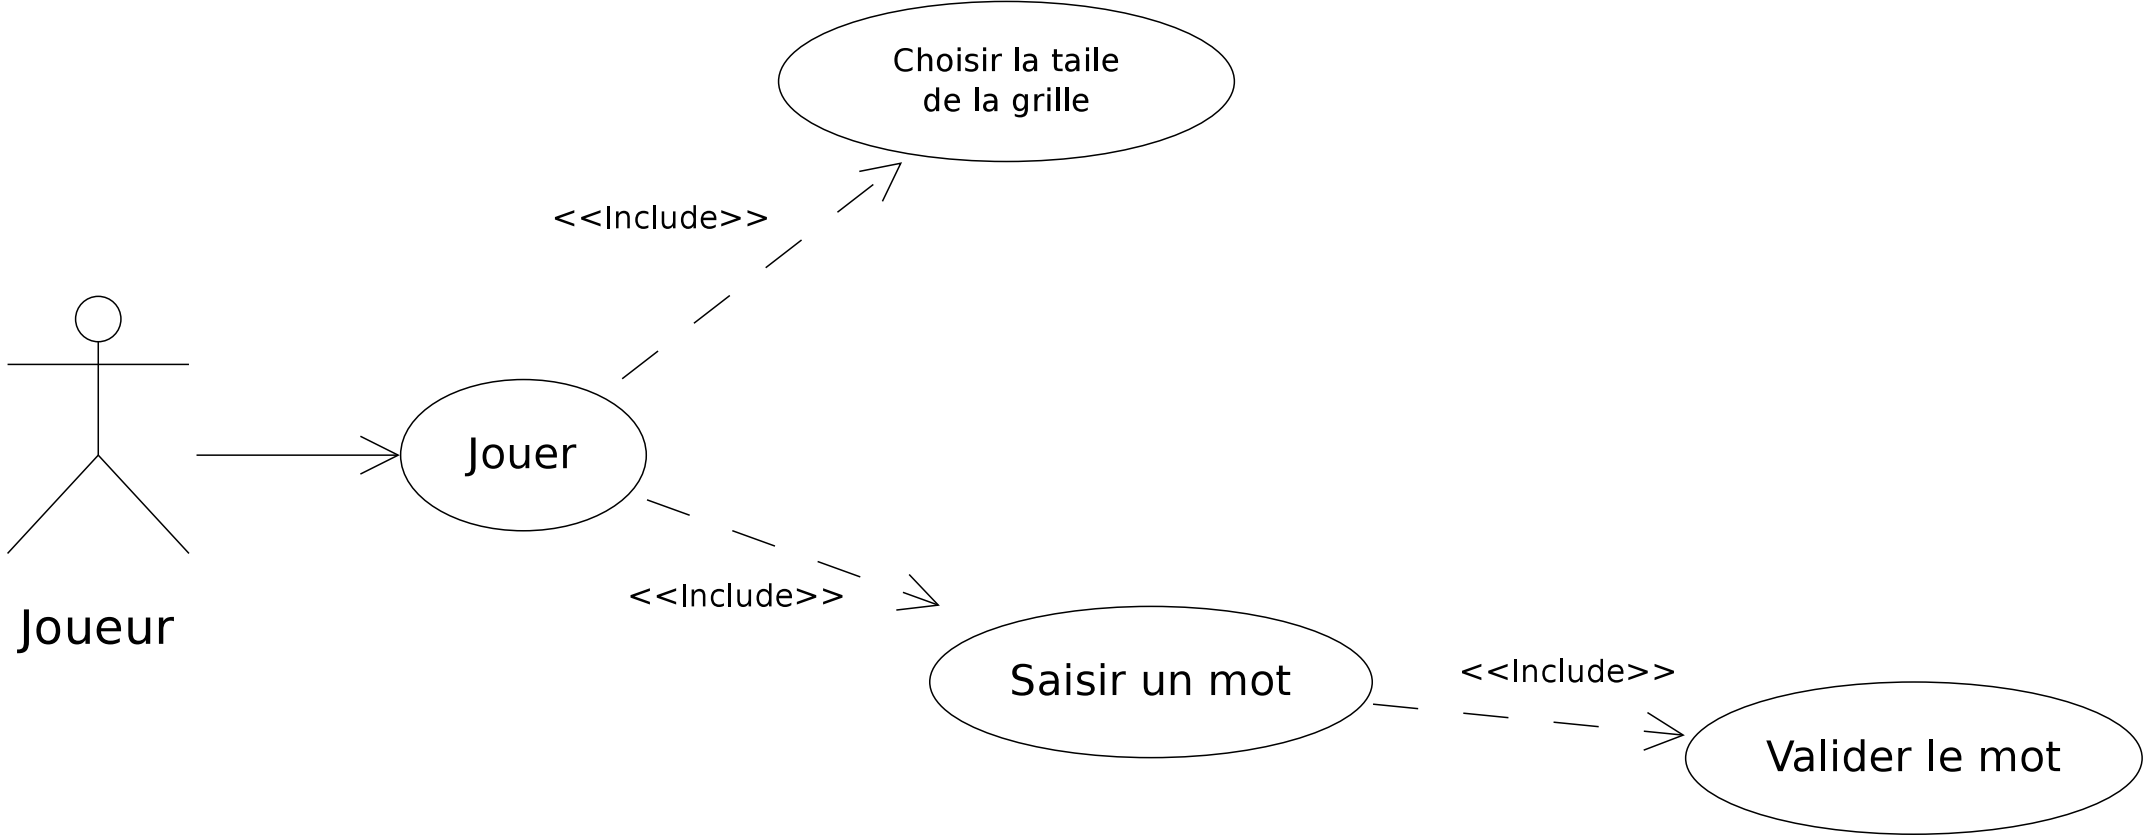 Choisir la taile
de la grille
<<Include>>
Jouer
<<Include>>
Joueur
Saisir un mot
<<Include>>
Valider le mot